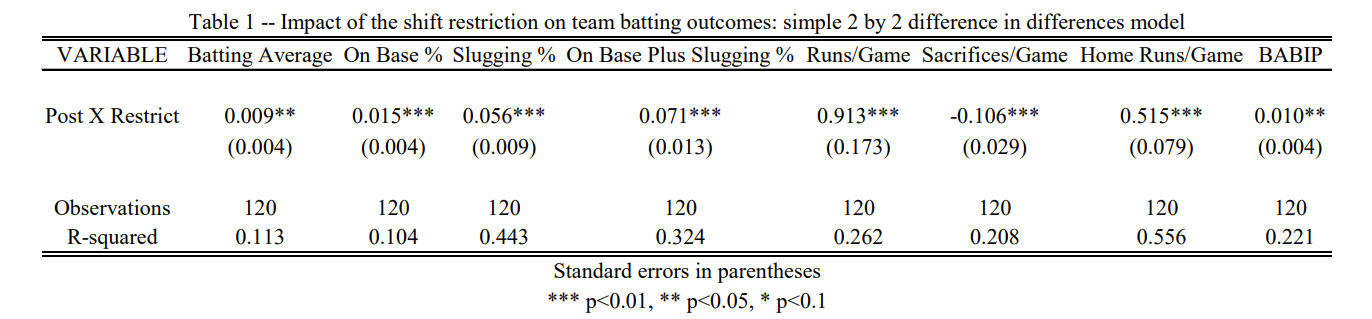 Table 1 -- Impact of the shift restriction on team batting outcomes: simple 2 by 2 difference in differences model
VARIABLE Batting Average On Base % Slugging % On Base Plus Slugging % Runs/Game Sacrifices/Game Home Runs/Game BABIP
Post X Restrict 0.009** 0.015*** 0.056*** 0.071*** 0.913*** -0.106*** 0.515*** 0.010**
(0.004) (0.004) (0.009) (0.013) (0.173) (0.029) (0.079) (0.004)
Observations 120 120 120 120 120 120 120 120
R-squared 0.113 0.104 0.443 0.324 0.262 0.208 0.556 0.221
Standard errors in parentheses
*** p<0.01, ** p<0.05, * p<0.1